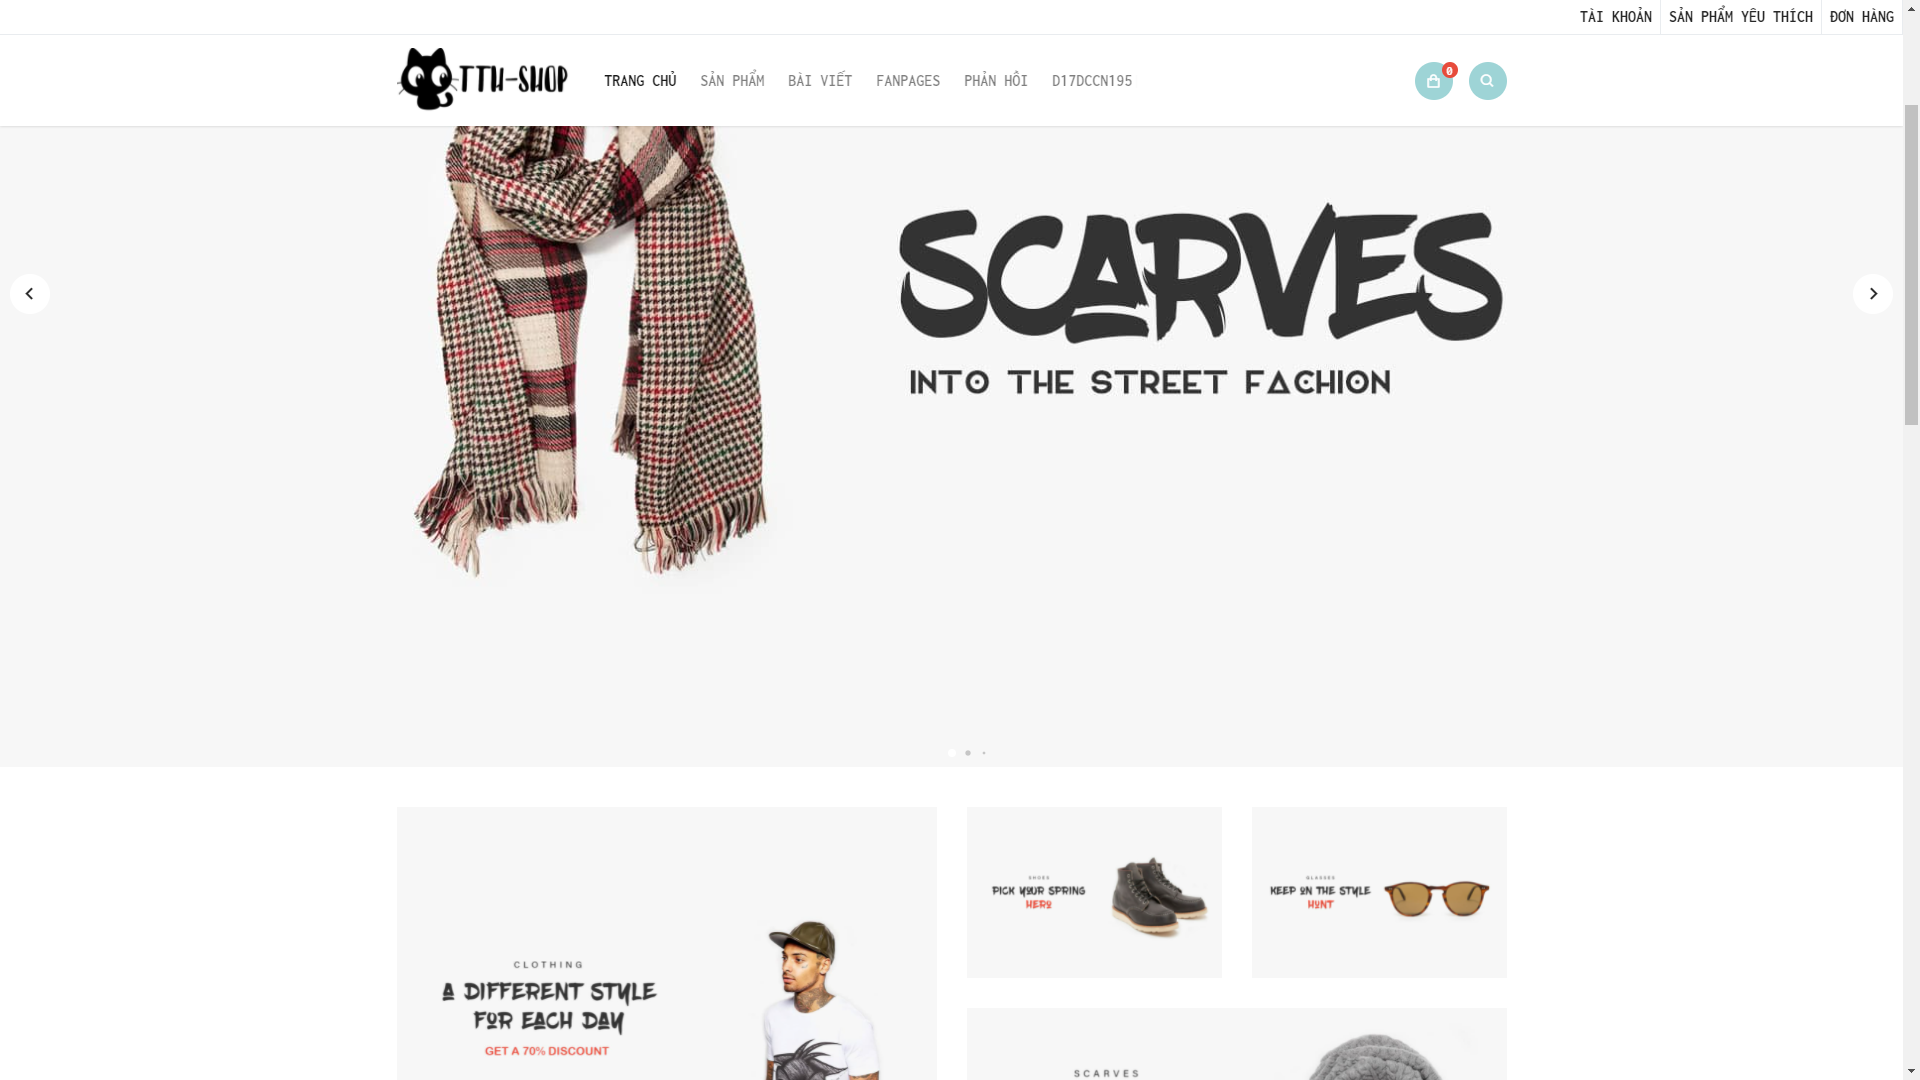 TÀI KHOẢN
SẢN PHẨM YÊU THÍCH
ĐƠN HÀNG
TTH-SHOP
TRANG CHỦ
SẢN PHẨM
BÀI VIẾT
FANPAGES
PHẢN HỒI
D17DCCN195
0
SCARVES
INTO THE STREET FACHION
SHOES
PICK YOUR SPRING
HERO
GLASSES
KEEP ON THE STYLE
HUNT
CLOTHING
A DIFFERENT STYLE
FOR EACH DAY
GET A 70% DISCOUNT
SCARVES